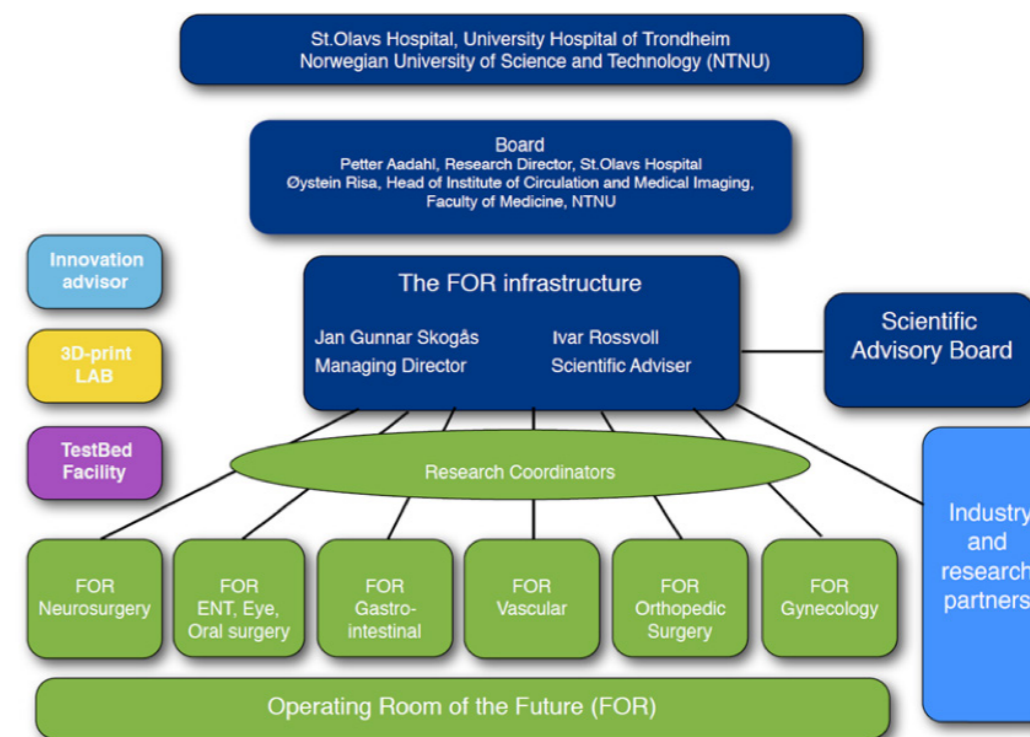 St.Olavs Hospital, University Hospital of Trondheim
Norwegian University of Science and Technology (NTNU)
Board
Petter Aadahl, Research Director, St.Olavs Hospital
Øystein Risa, Head of Institute of Circulation and Medical Imaging,
Faculty of Medicine, NTNU
Innovation
advisor
3D-print
LAB
TestBed
Facility
The FOR infrastructure
Jan Gunnar Skogås
Managing Director
Ivar Rossvoll
Scientific Adviser
Scientific
Advisory Board
Research Coordinators
Industry
and
research
partners
FOR
Neurosurgery
FOR
ENT, Eye,
Oral surgery
FOR
Gastro-
intestinal
FOR
Vascular
FOR
Orthopedic
Surgery
FOR
Gynecology
Operating Room of the Future (FOR)